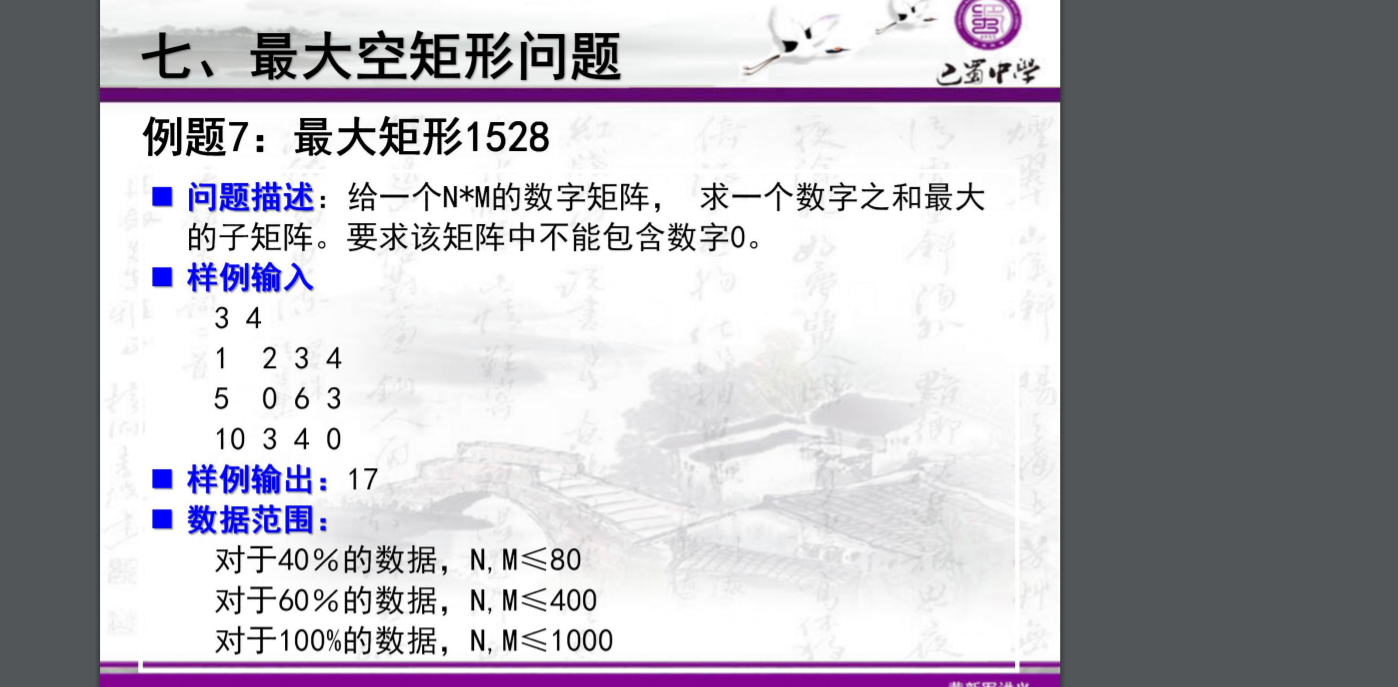 七、最大空矩形问题
巴蜀中学
例题7：最大矩形1528
■ 问题描述：给一个N*M的数字矩阵， 求一个数字之和最大
的子矩阵。要求该矩阵中不能包含数字0。
■ 样例输入
3 4
1 2 3 4
5 0 6 3
10 3 4 0
■ 样例输出：17
■ 数据范围：
对于40％的数据，N,M≤80
对于60％的数据，N,M≤400
对于100%的数据，N,M≤1000